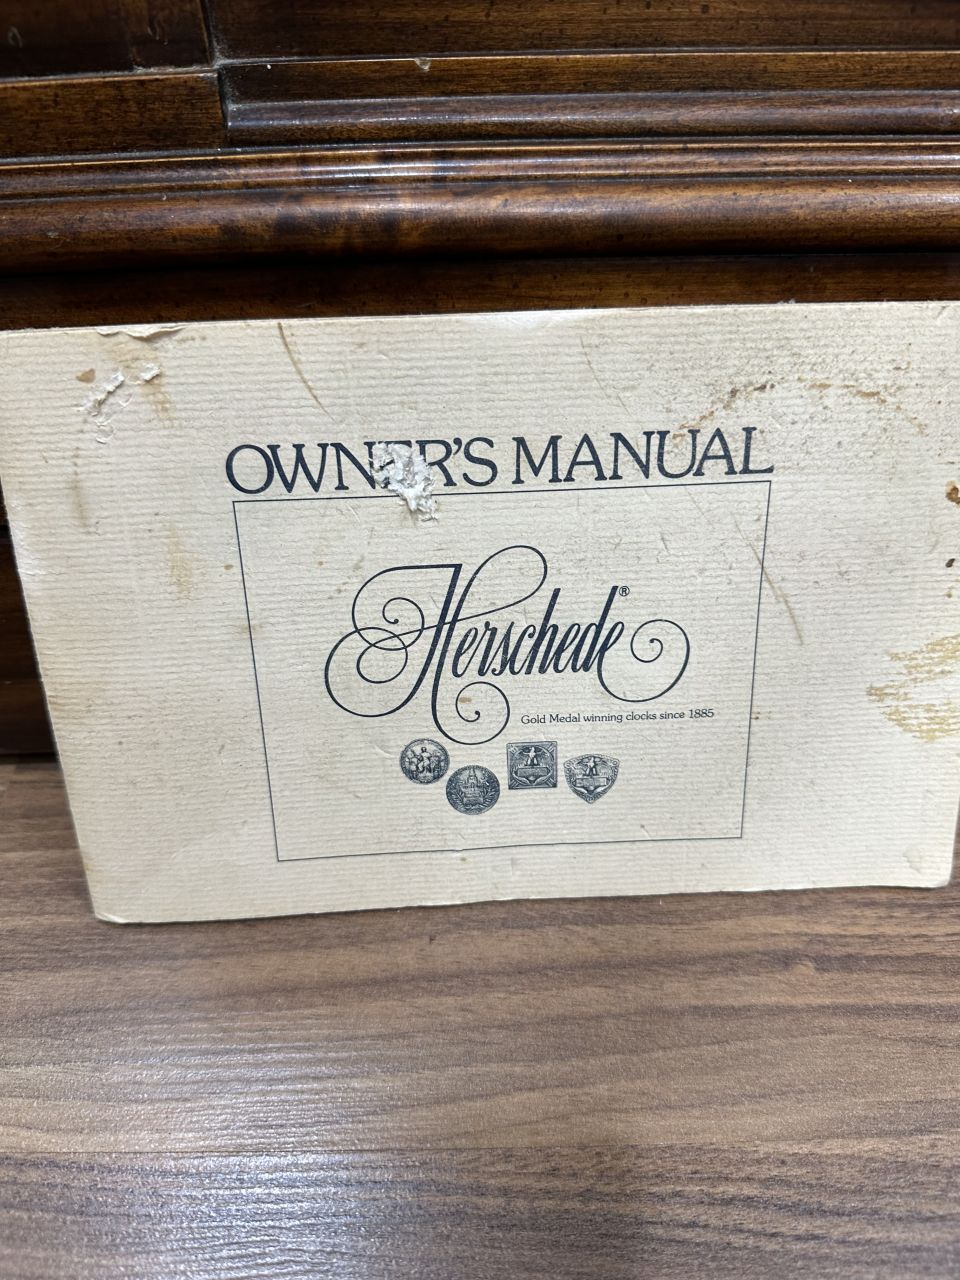 OWNER'S MANUAL
Herschede®
Gold Medal winning clocks since 1885